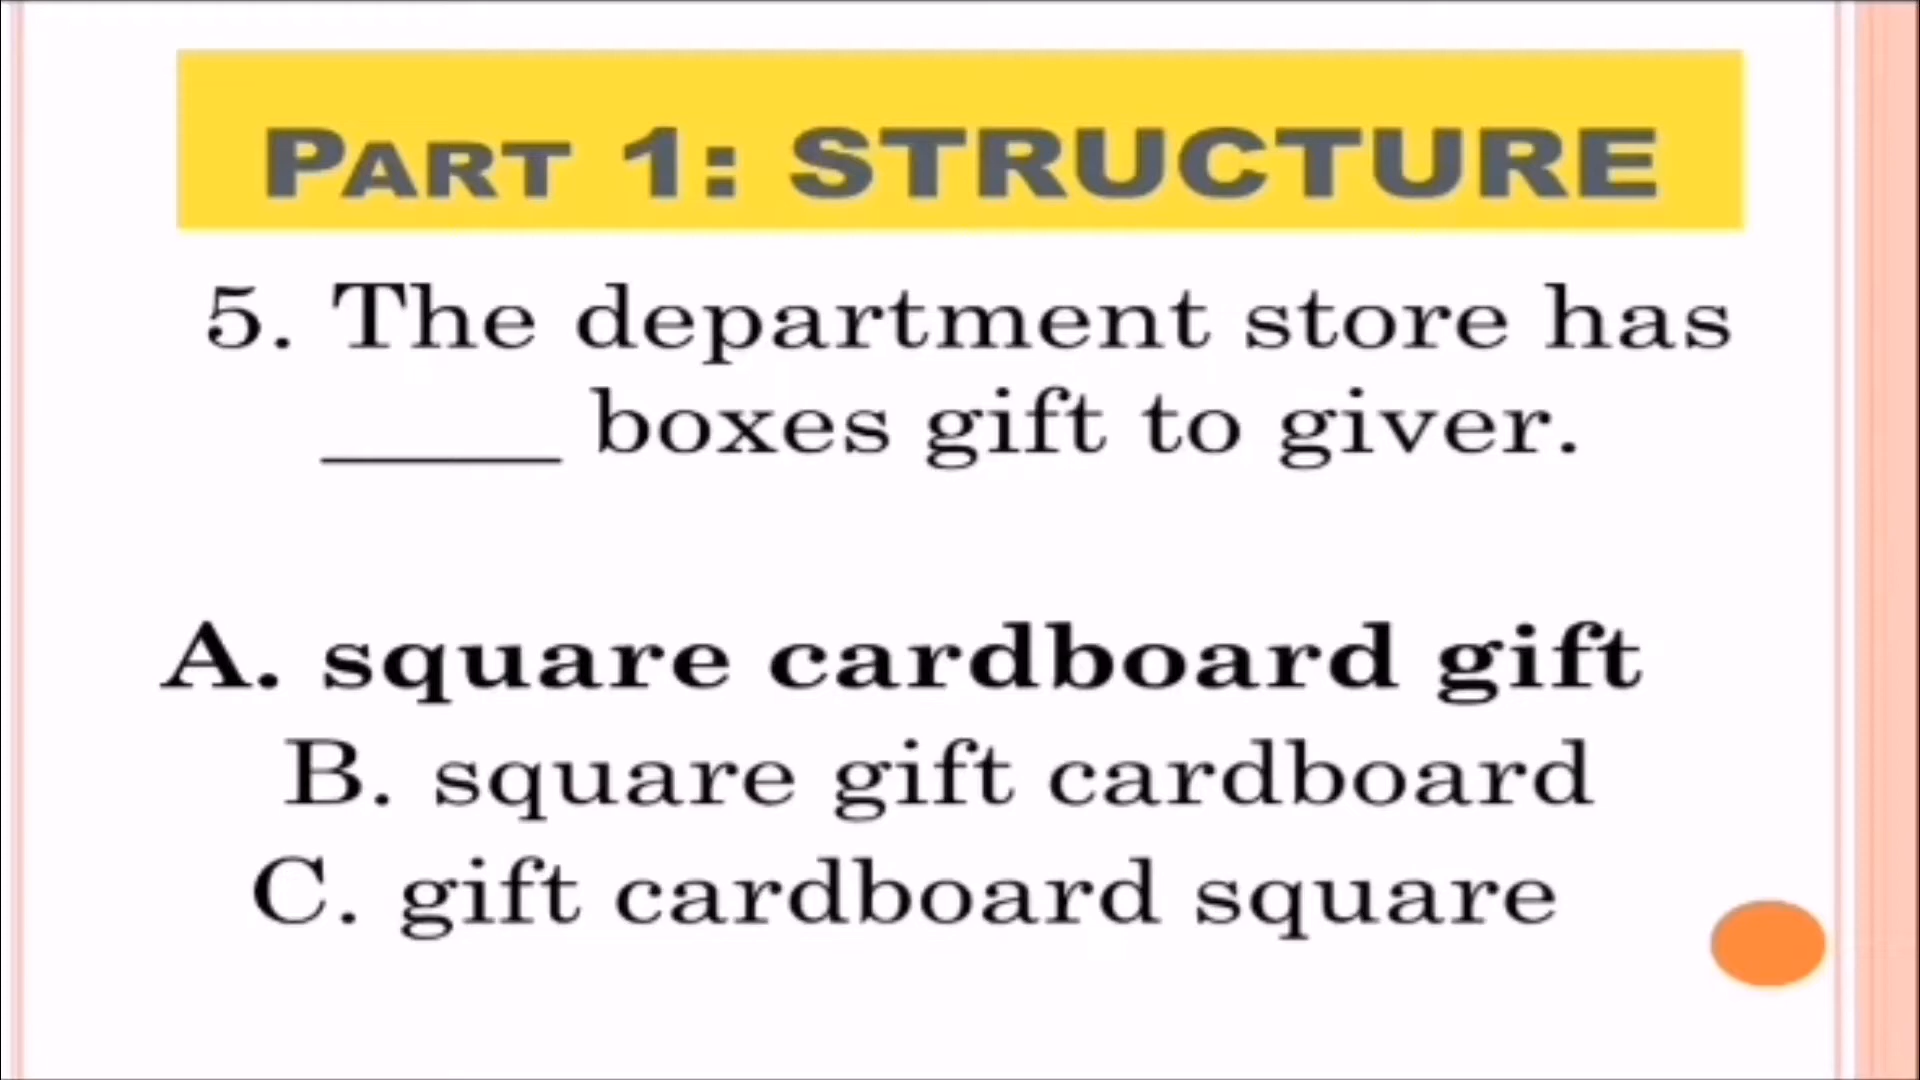 PART 1: STRUCTURE
5. The department store has
_____ boxes gift to giver.
A. square cardboard gift
B. square gift cardboard
C. gift cardboard square